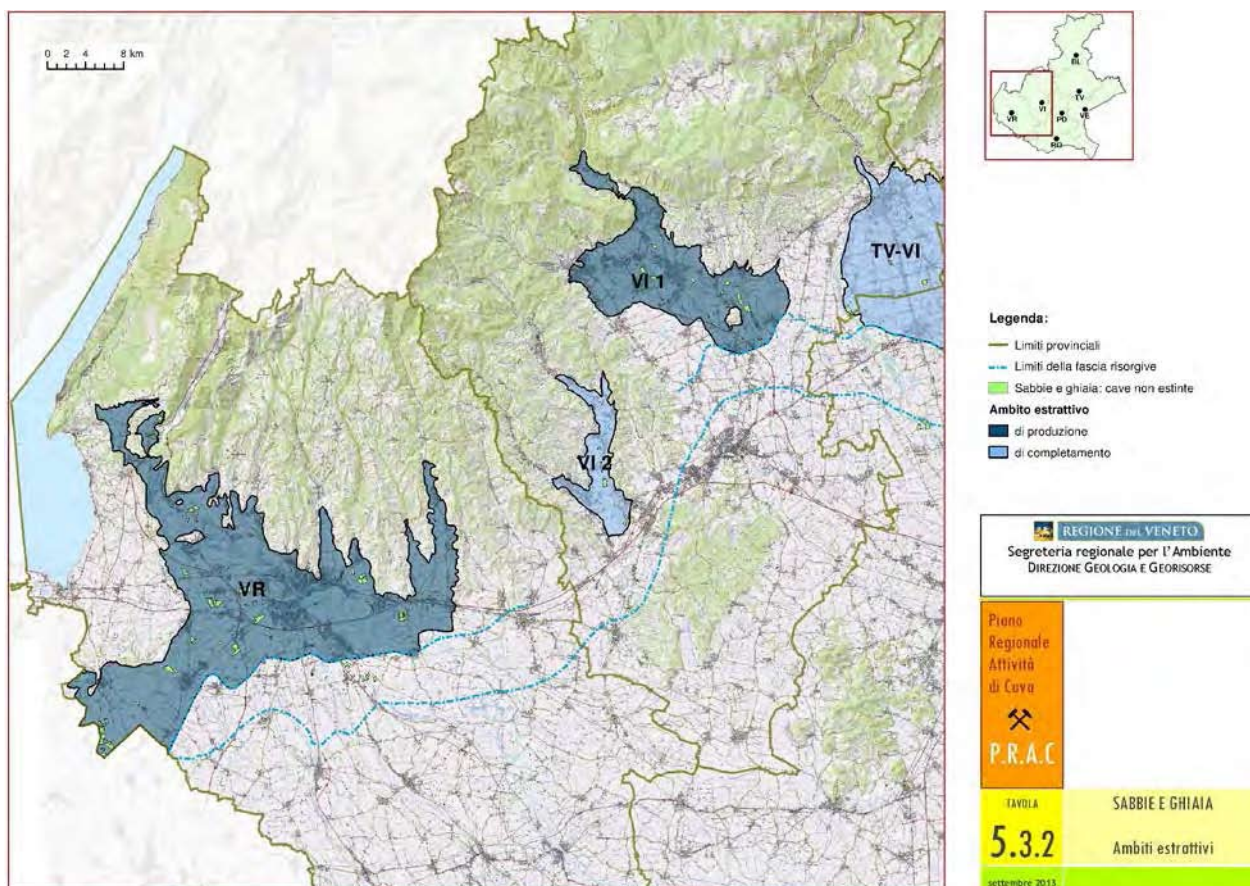 0 2 4 8 km
VI 1
TV-VI
VI 2
VR
BL
TV
VI
VR
PD
VE
RO
Legenda:
Limiti provinciali
Limiti della fascia risorgive
Sabbie e ghiaia: cave non estinte
Ambito estrattivo
di produzione
di completamento
REGIONE DEL VENETO
Segreteria regionale per l'Ambiente
DIREZIONE GEOLOGIA E GEORISORSE
Piano
Regionale
Attività
di Cava
P.R.A.C
TAVOLA
5.3.2
SABBIE E GHIAIA
Ambiti estrattivi
settembre 2013